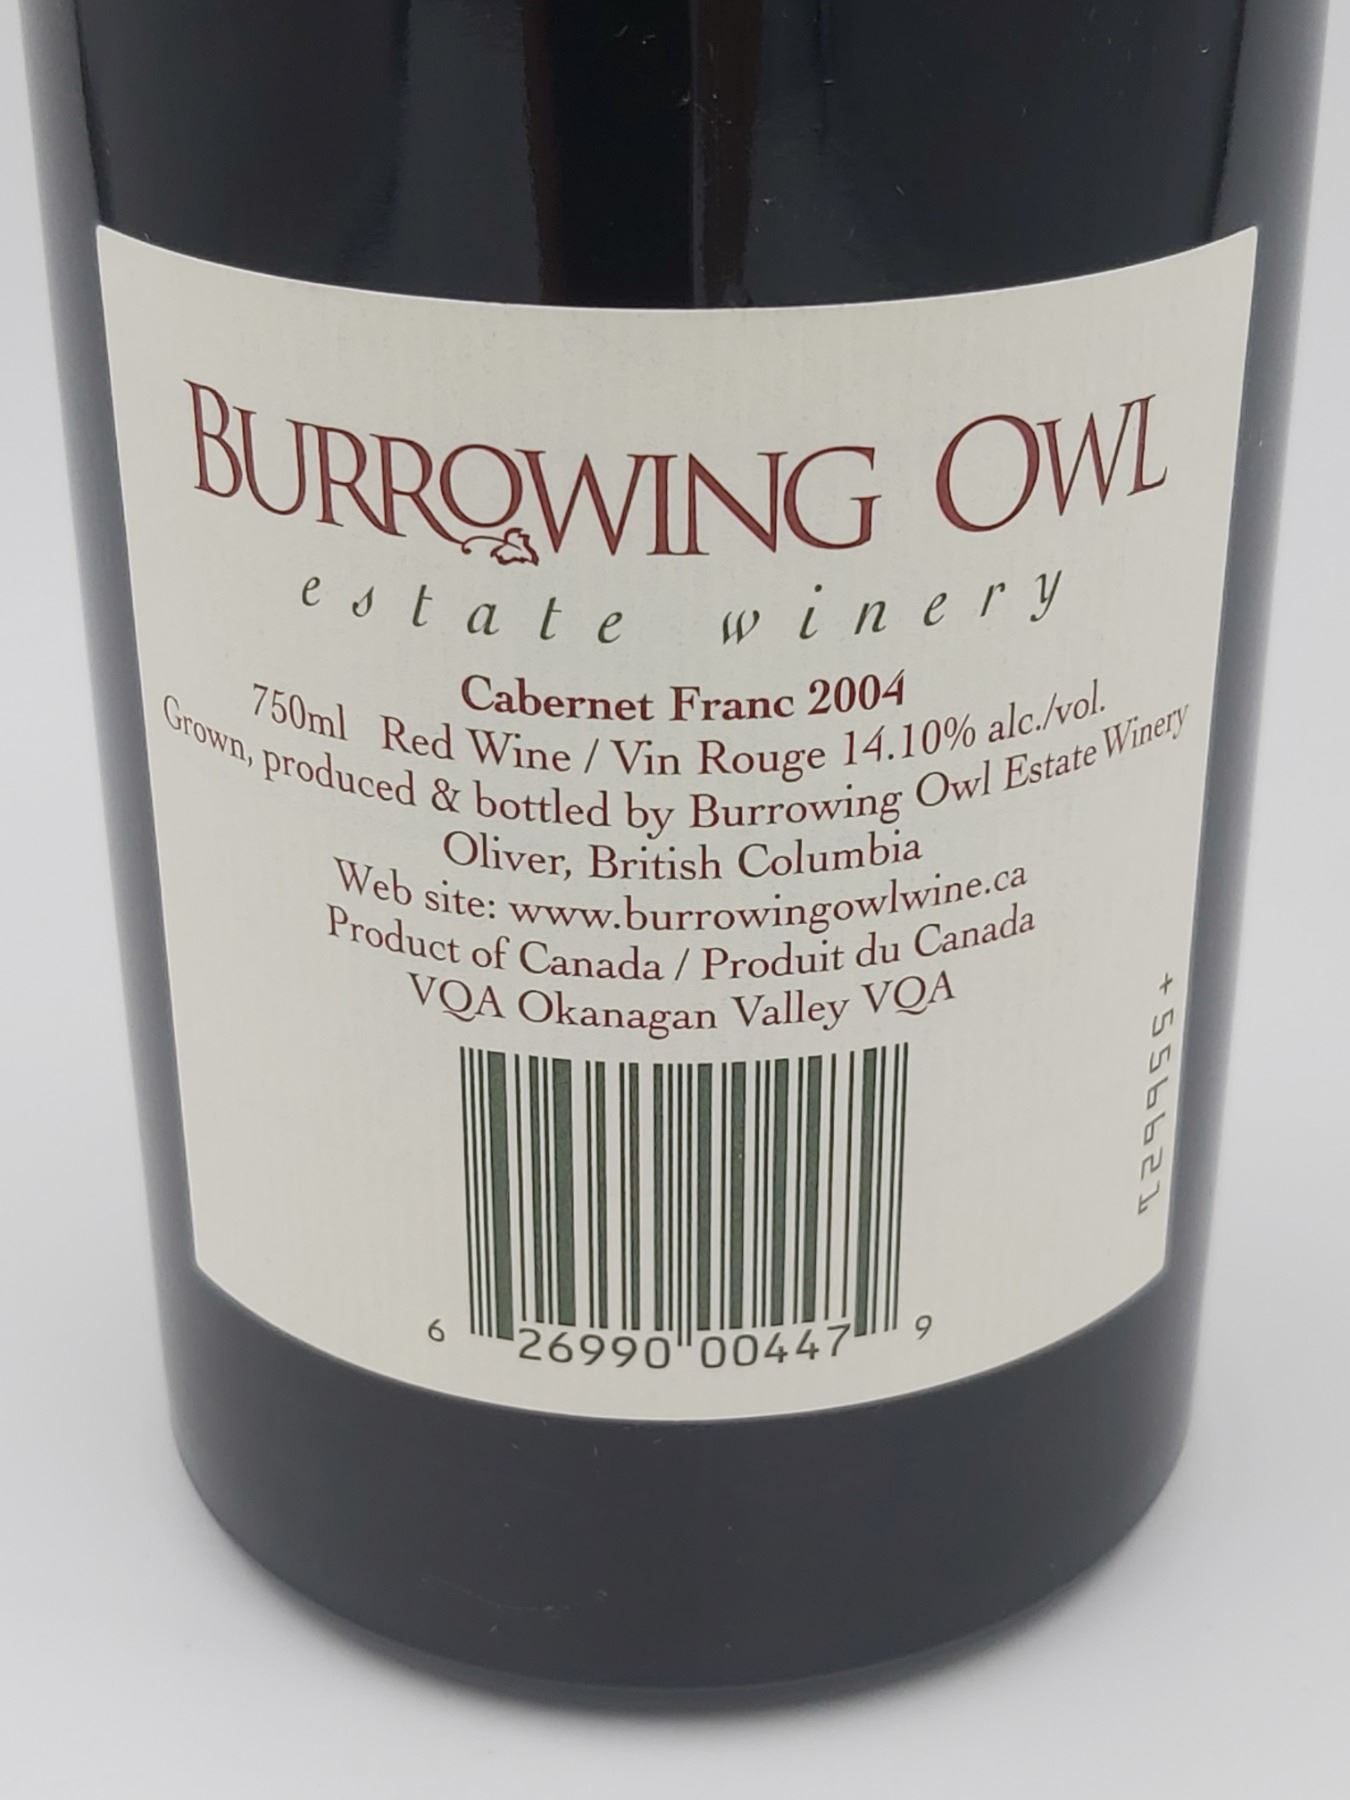 BURROWING OWL
estate winery
Cabernet Franc 2004
750ml Red Wine / Vin Rouge 14.10% alc./vol.
Grown, produced & bottled by Burrowing Owl Estate Winery
Oliver, British Columbia
Web site: www.burrowingowlwine.ca
Product of Canada / Produit du Canada
VQA Okanagan Valley VQA
+556621
6 26990 00447 9